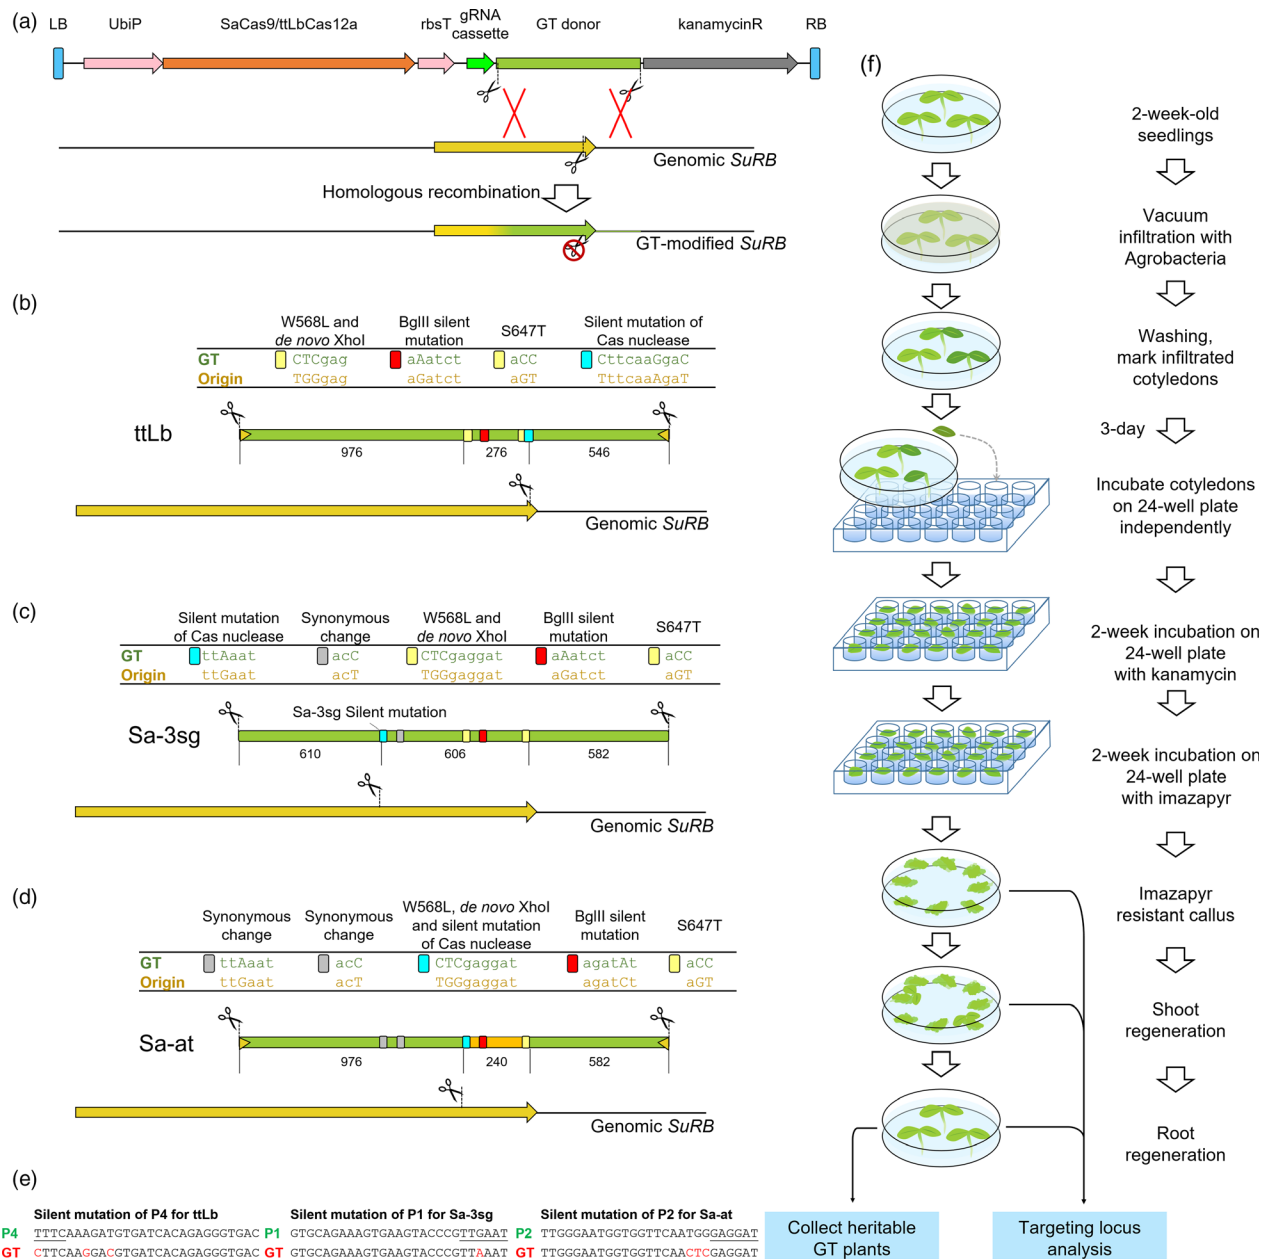 (a)
LB UbiP SaCas9/ttLbCas12a rbsT gRNA cassette GT donor kanamycinR RB
Genomic SuRB
Homologous recombination
GT-modified SuRB
(b)
W568L and de novo XhoI
BglII silent mutation
S647T
Silent mutation of Cas nuclease
GT CTCgag aAatct aCC CttcaaGgaC
Origin TGGgag aGatct aGT TttcaaAgaT
ttLb
976 276 546
Genomic SuRB
(c)
Silent mutation of Cas nuclease
Synonymous change
W568L and de novo XhoI
BglII silent mutation
S647T
GT ttAaat acC CTCgaggat aAatct aCC
Origin ttGaat acT TGGgaggat aGatct aGT
Sa-3sg Silent mutation
Sa-3sg
610 606 582
Genomic SuRB
(d)
Synonymous change
Synonymous change
W568L, de novo XhoI and silent mutation of Cas nuclease
BglII silent mutation
S647T
GT ttAaat acC CTCgaggat agatAt aCC
Origin ttGaat acT TGGgaggat agatCt aGT
Sa-at
976 240 582
Genomic SuRB
(e)
Silent mutation of P4 for ttLb
P4 TTTCAAAGATGTGATCACAGAGGGTGAC
GT CTTCAAGGACGTGATCACAGAGGGTGAC
Silent mutation of P1 for Sa-3sg
P1 GTGCAGAAAGTGAAGTACCCGTTGAAT
GT GTGCAGAAAGTGAAGTACCCGTTAAAT
Silent mutation of P2 for Sa-at
P2 TTGGGAATGGTGGTTCAATGGGAGGAT
GT TTGGGAATGGTGGTTCAACTCGAGGAT
(f)
2-week-old
seedlings
Vacuum
infiltration with
Agrobacteria
Washing,
mark infiltrated
cotyledons
3-day
Incubate cotyledons
on 24-well plate
independently
2-week incubation on
24-well plate
with kanamycin
2-week incubation on
24-well plate
with imazapyr
Imazapyr
resistant callus
Shoot
regeneration
Root
regeneration
Collect heritable
GT plants
Targeting locus
analysis